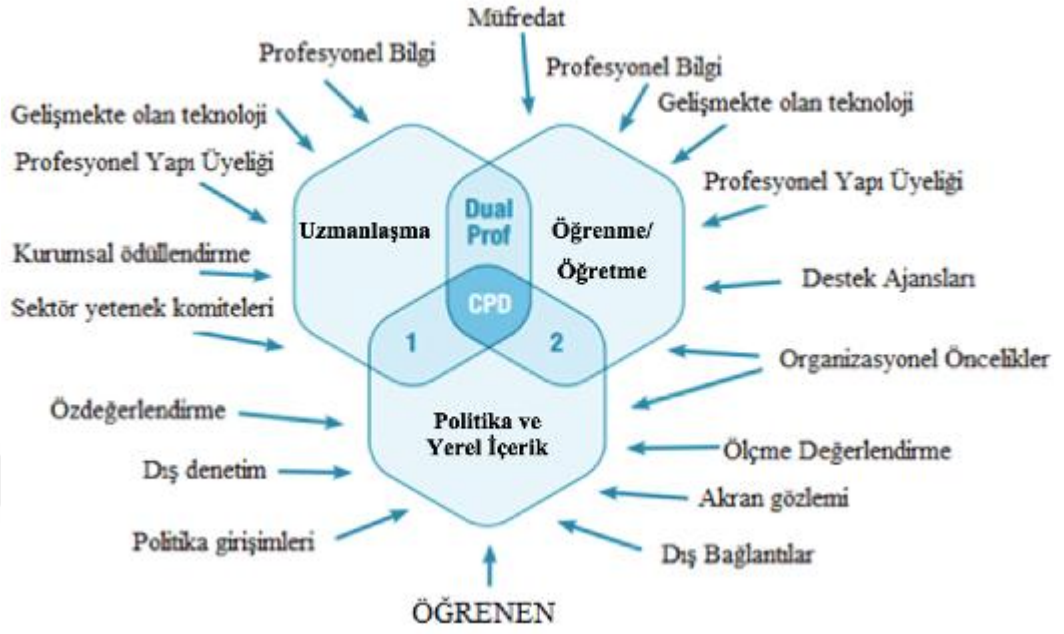 Müfredat
Profesyonel Bilgi
Profesyonel Bilgi
Gelişmekte olan teknoloji
Gelişmekte olan teknoloji
Profesyonel Yapı Üyeliği
Profesyonel Yapı Üyeliği
Dual
Prof
Uzmanlaşma
Öğrenme/
Öğretme
Kurumsal ödüllendirme
Destek Ajansları
Sektör yetenek komiteleri
CPD
1
2
Organizasyonel Öncelikler
Özdeğerlendirme
Politika ve
Yerel İçerik
Ölçme Değerlendirme
Dış denetim
Akran gözlemi
Politika girişimleri
Dış Bağlantılar
ÖĞRENEN